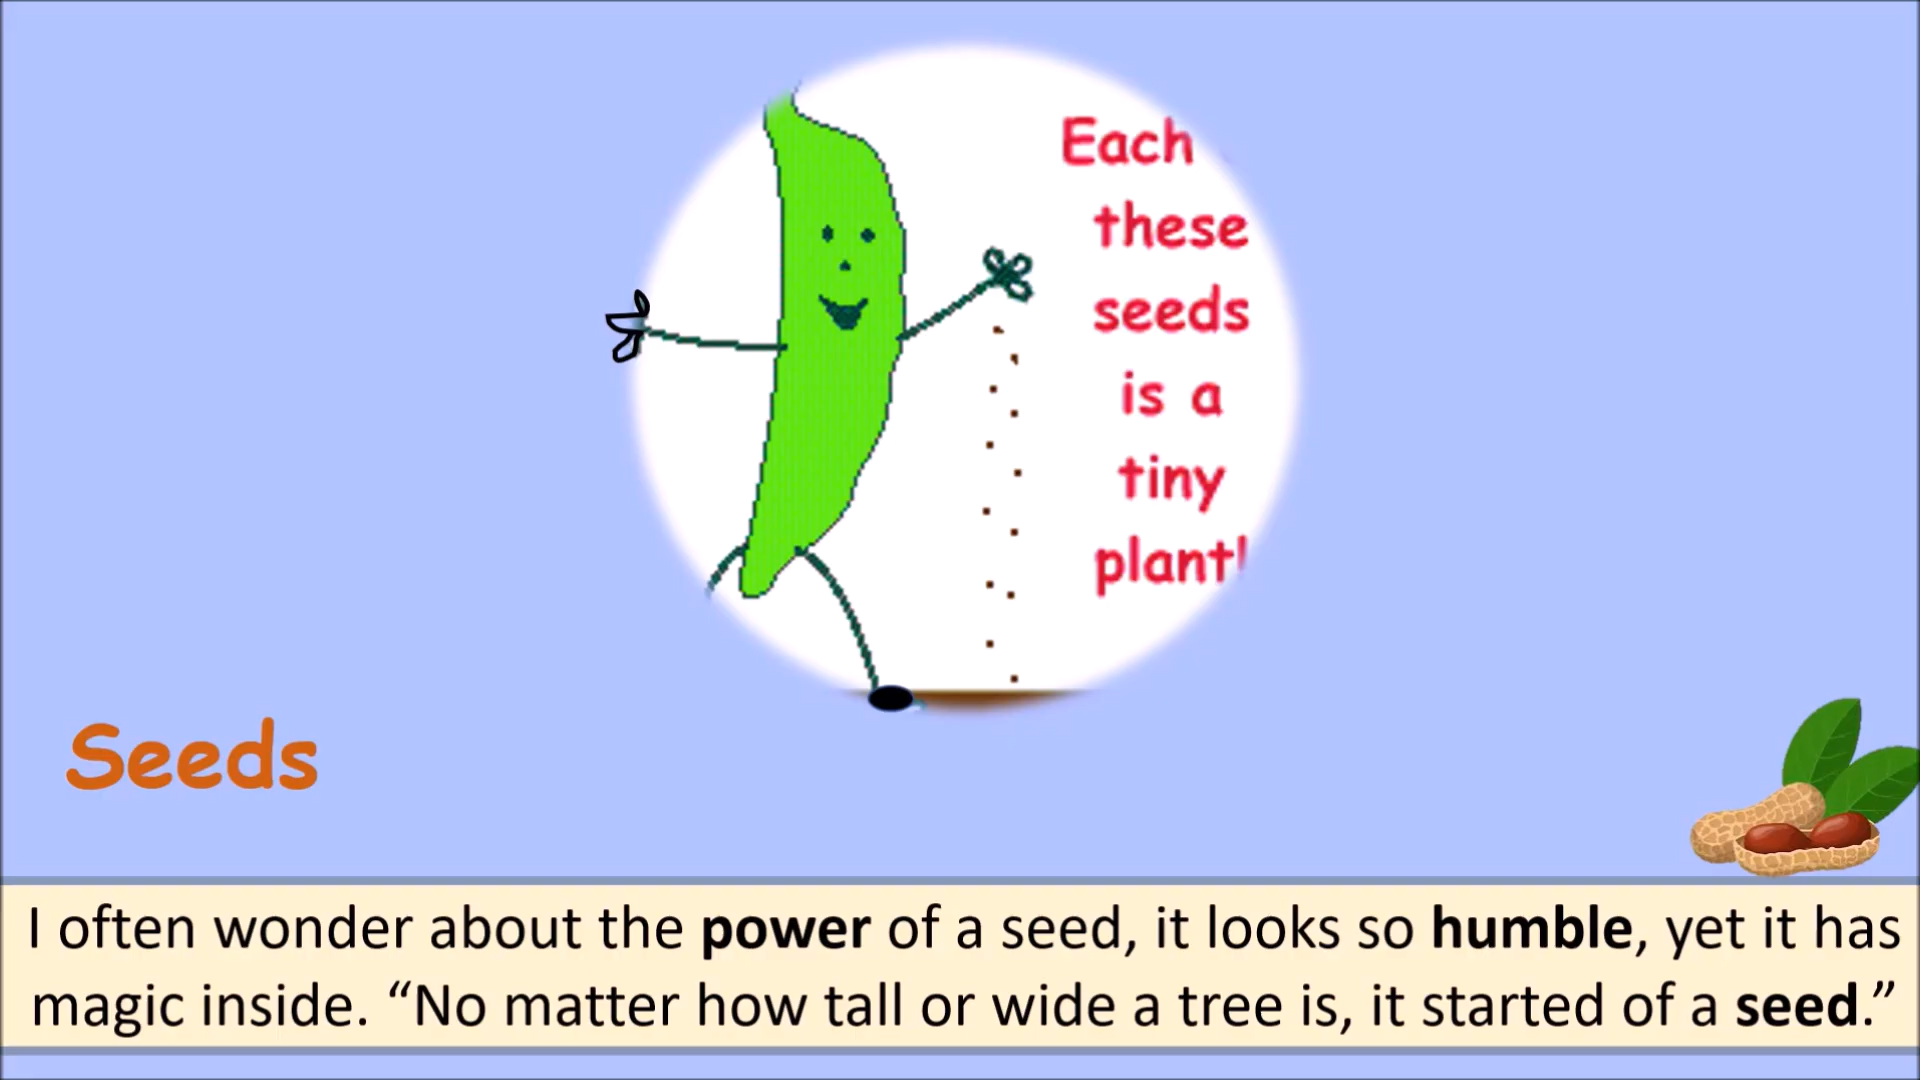 Each
these
seeds
is a
tiny
plant!
Seeds
I often wonder about the power of a seed, it looks so humble, yet it has
magic inside. “No matter how tall or wide a tree is, it started of a seed.”